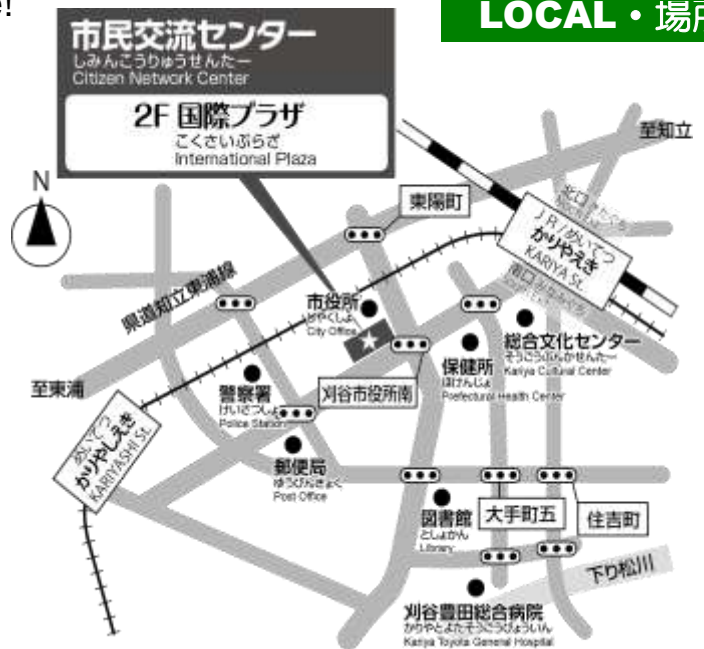 e!
LOCAL・場所
市民交流センター
しみんこうりゅうせんたー
Citizen Network Center
2F 国際プラザ
こくさいぷらざ
International Plaza
至知立
N
東陽町
北口
JR/めいてつ
かりやえき
KARIYA St.
南口 みなみぐち
県道知立東浦線
市役所
しやくしょ
City Office
総合文化センター
そうごうぶんかせんたー
Kariya Cultural Center
保健所
ほけんじょ
Prefectural Health Center
至東浦
警察署
けいさつしょ
Police Station
刈谷市役所南
めいてつ
かりやしえき
KARIYASHI St.
郵便局
ゆうびんきょく
Post Office
図書館
としょかん
Library
大手町五
住吉町
下り松川
刈谷豊田総合病院
かりやとよたそうごうびょういん
Kariya Toyota General Hospital